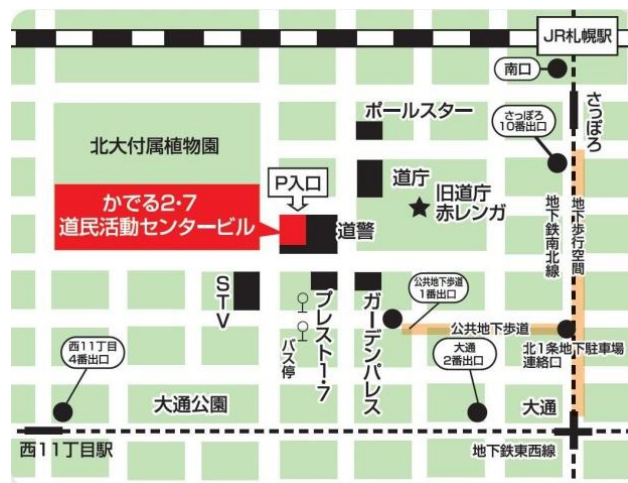 JR札幌駅
南口
ポールスター
さっぽろ
10番出口
さっぽろ
北大付属植物園
P入口
道庁
旧道庁
赤レンガ
かでる2・7
道民活動センタービル
道警
地下鉄南北線
地下歩行空間
STV
プレスト1・7
ガーデンパレス
公共地下歩道
1番出口
バス停
公共地下歩道
西11丁目
4番出口
大通
2番出口
北1条地下駐車場
連絡口
大通公園
大通
西11丁目駅
地下鉄東西線